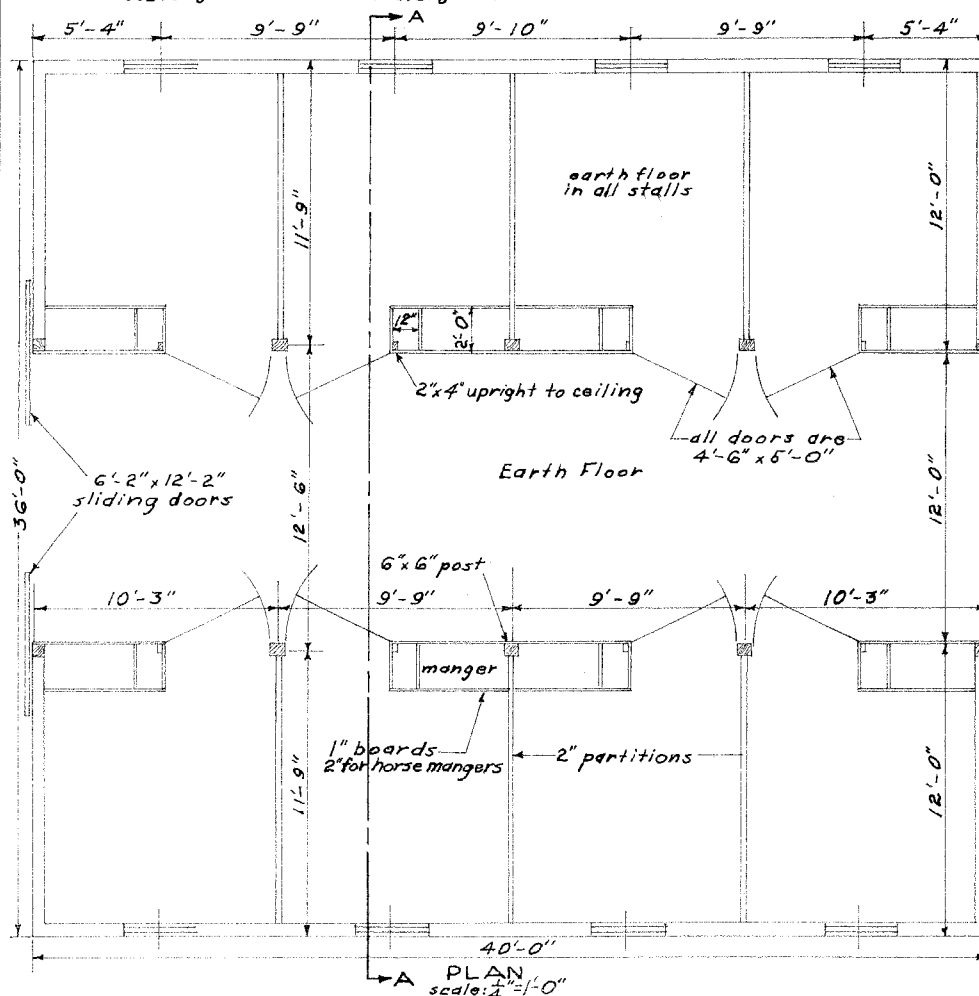 A
5'-4" 9'-9" 9'-10" 9'-9" 5'-4"
earth floor
in all stalls
11'-9"
12'-0"
12"
2'-0"
2"x4" upright to ceiling
all doors are
4'-6" x 5'-0"
Earth Floor
6'-2" x 12'-2"
sliding doors
36'-0"
12'-6"
12'-0"
6"x6" post
10'-3" 9'-9" 9'-9" 10'-3"
manger
1" boards
2" for horse mangers
2" partitions
11'-9"
12'-0"
40'-0"
A
PLAN
scale: 1/4"=1'-0"